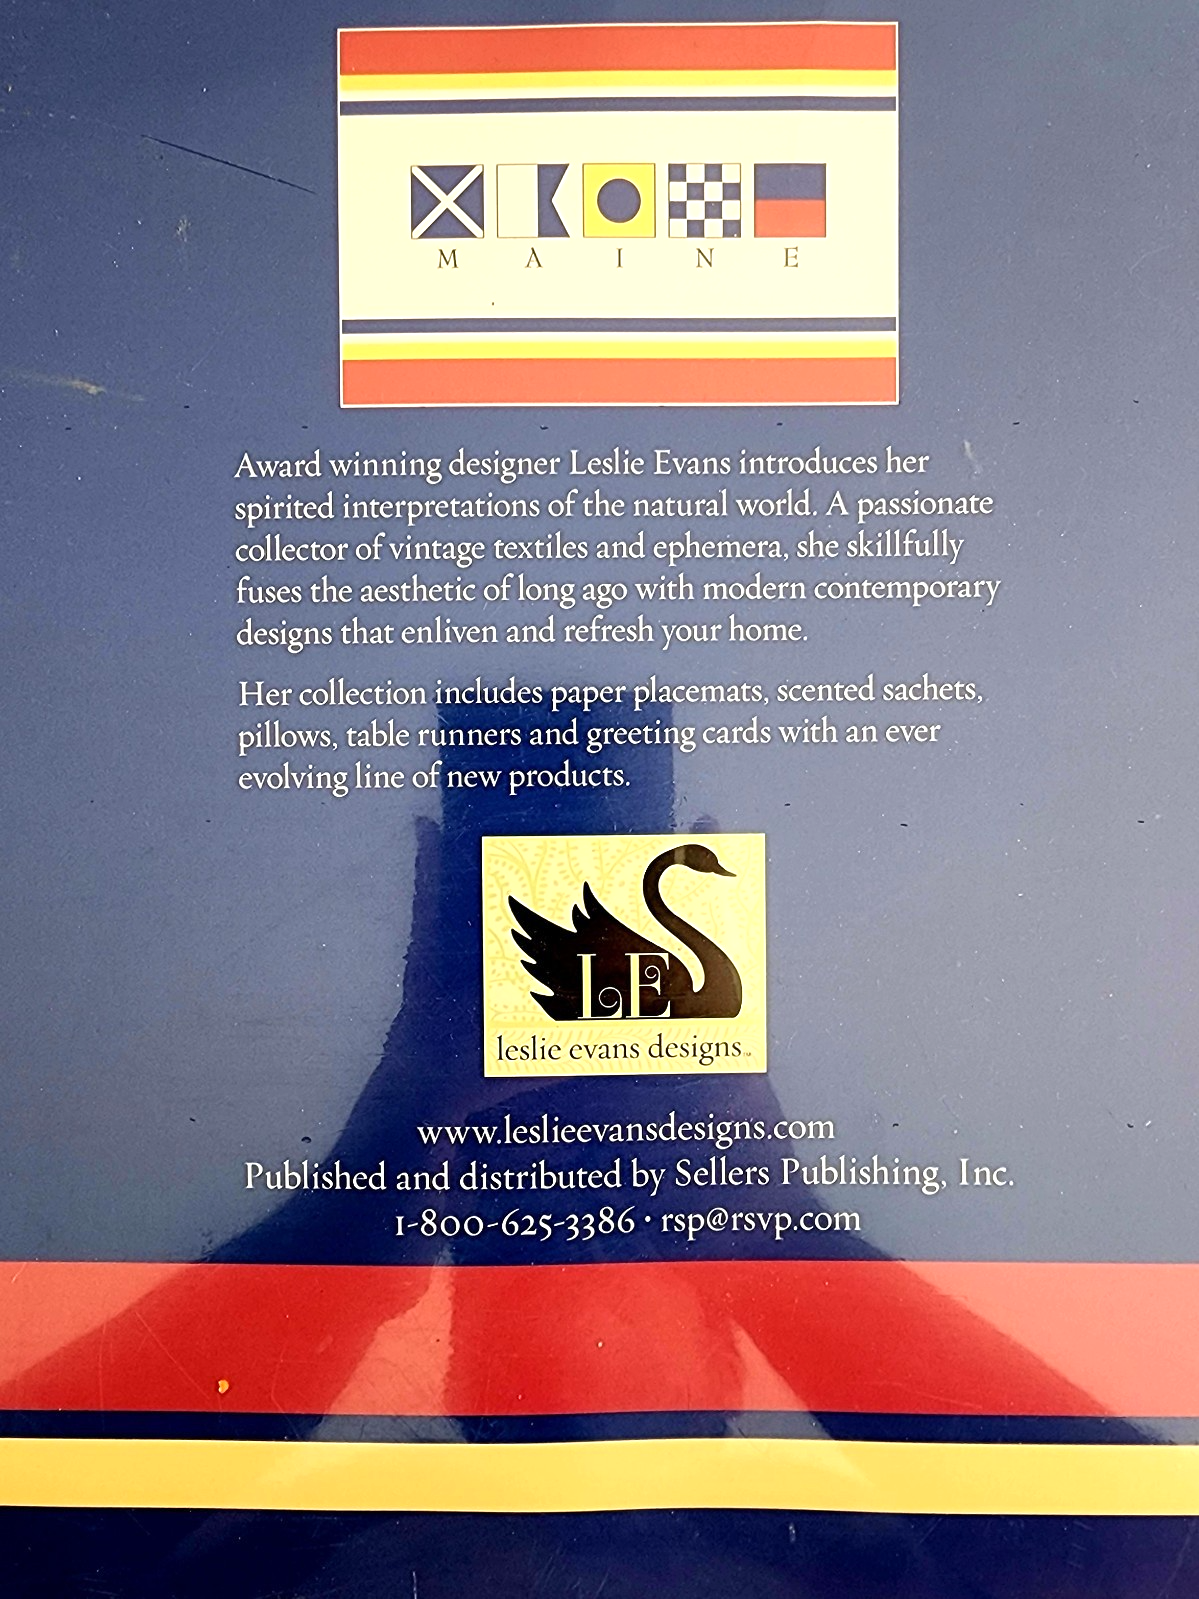 M A I N E
Award winning designer Leslie Evans introduces her
spirited interpretations of the natural world. A passionate
collector of vintage textiles and ephemera, she skillfully
fuses the aesthetic of long ago with modern contemporary
designs that enliven and refresh your home.
Her collection includes paper placemats, scented sachets,
pillows, table runners and greeting cards with an ever
evolving line of new products.
LE
leslie evans designs™
www.leslieevansdesigns.com
Published and distributed by Sellers Publishing, Inc.
1-800-625-3386 · rsp@rsvp.com